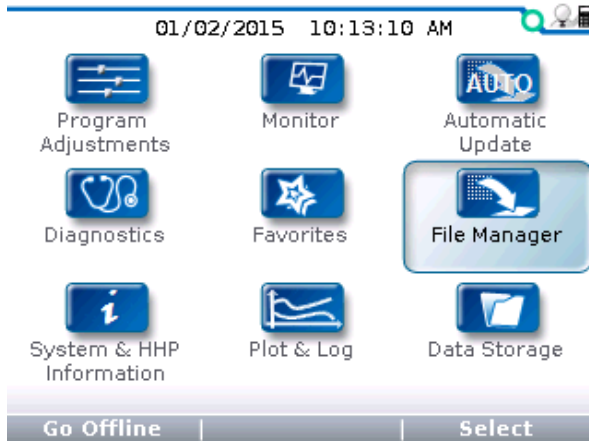 01/02/2015 10:13:10 AM
AUTO
Program Adjustments
Monitor
Automatic Update
Diagnostics
Favorites
File Manager
i
System & HHP Information
Plot & Log
Data Storage
Go Offline | | Select